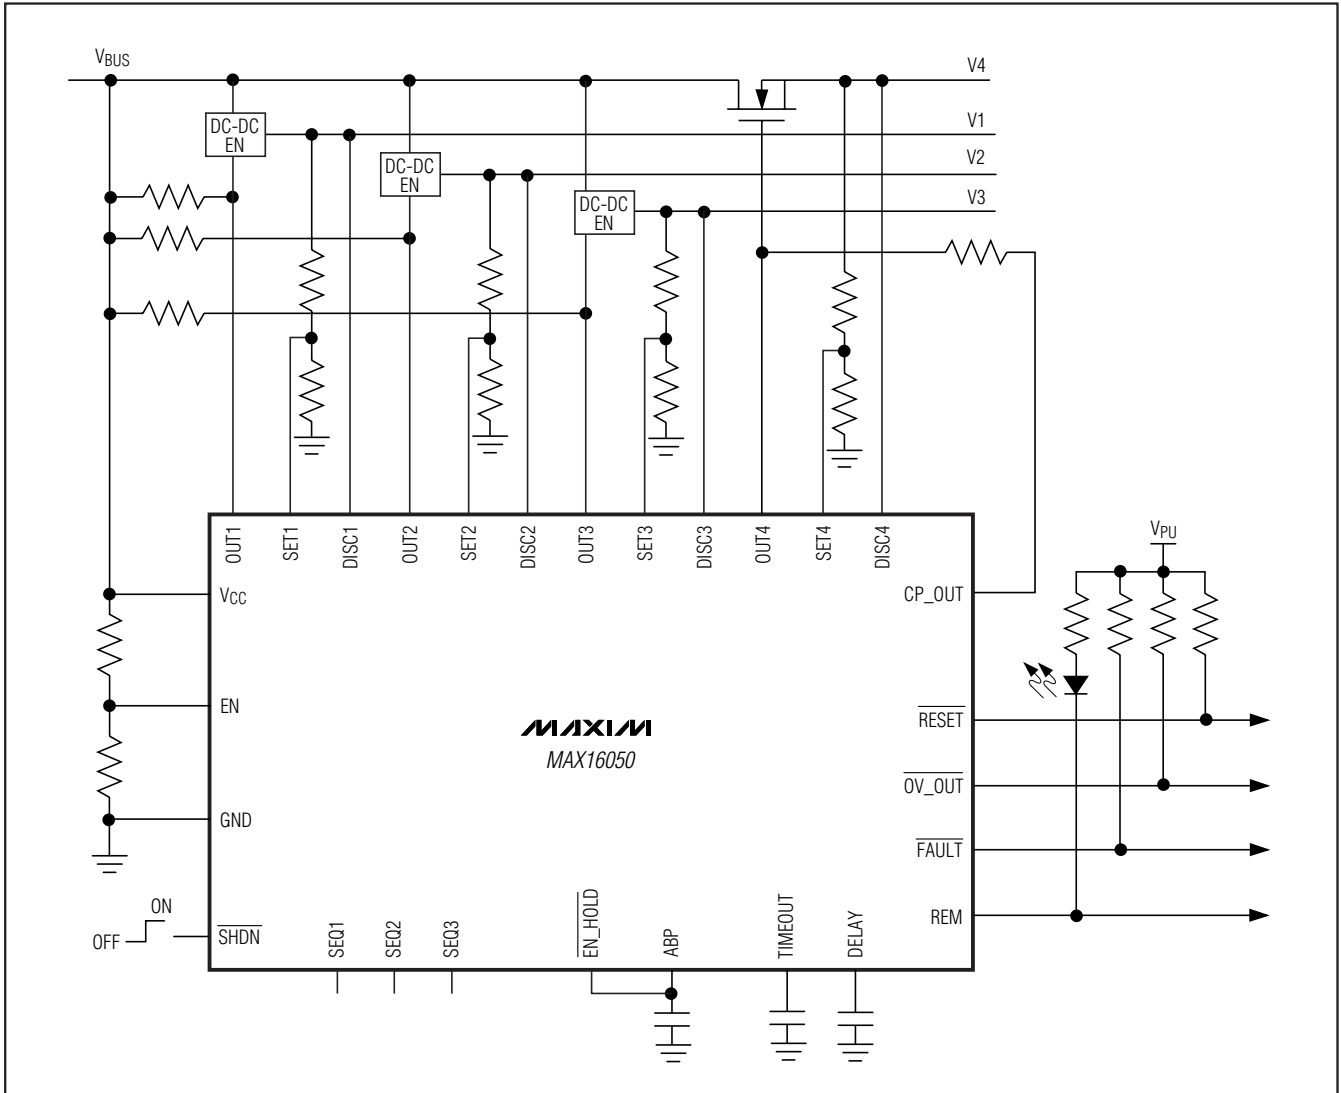 VBUS
V4
DC-DC
EN
V1
DC-DC
EN
V2
DC-DC
EN
V3
OUT1
SET1
DISC1
OUT2
SET2
DISC2
OUT3
SET3
DISC3
OUT4
SET4
DISC4
VPU
VCC
CP_OUT
EN
RESET
MAXIM
MAX16050
OV_OUT
GND
FAULT
ON
OFF
SHDN
REM
SEQ1
SEQ2
SEQ3
EN_HOLD
ABP
TIMEOUT
DELAY